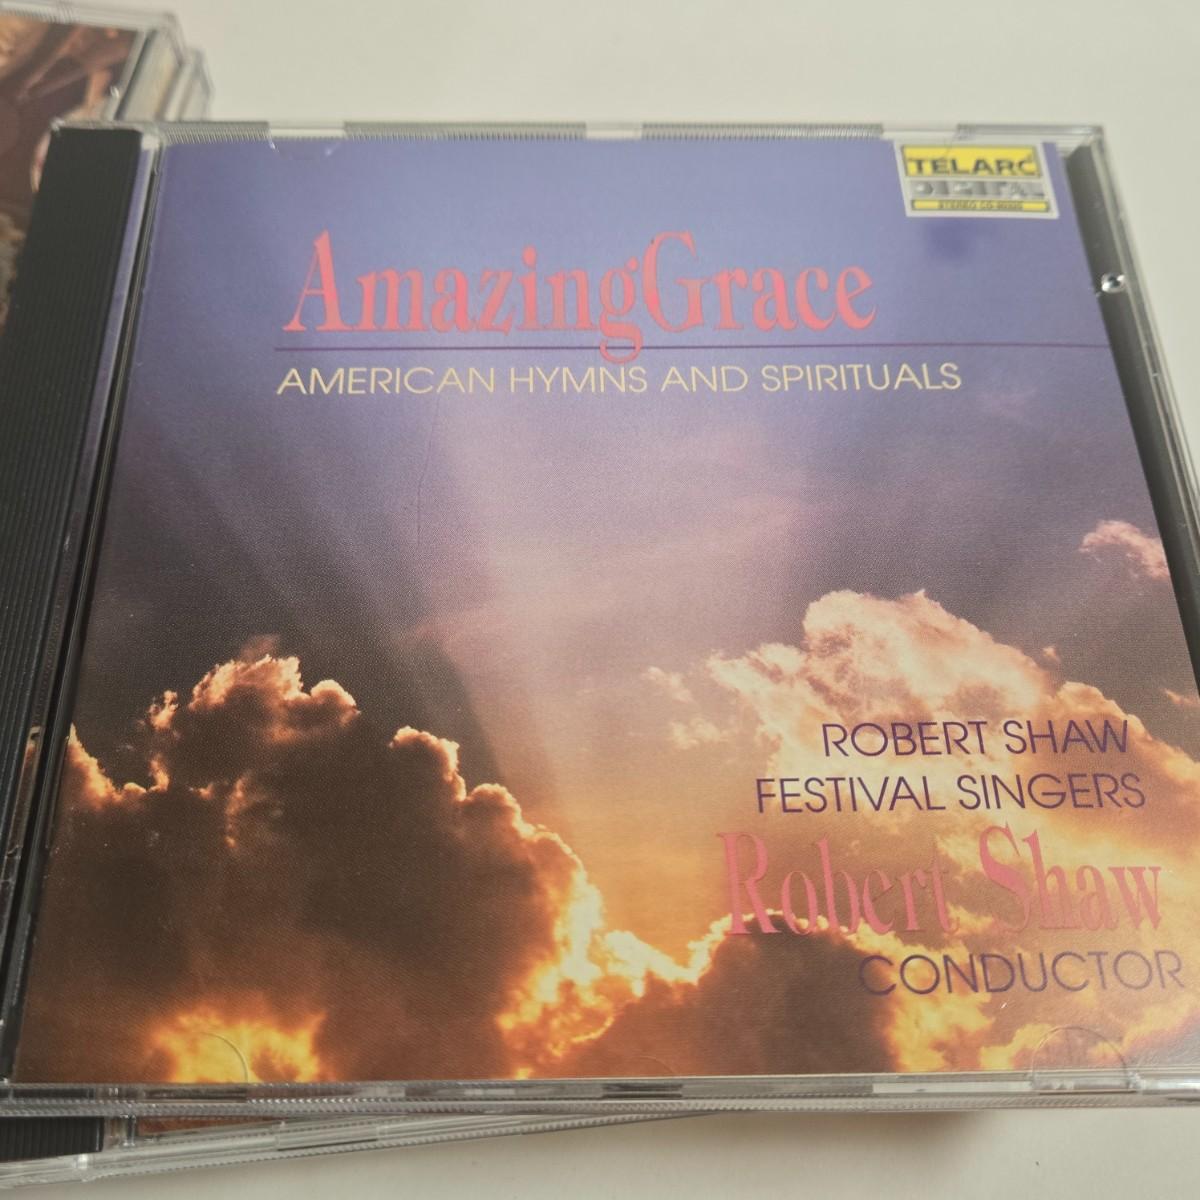 TELARC
DIGITAL
AmazingGrace
AMERICAN HYMNS AND SPIRITUALS
ROBERT SHAW
FESTIVAL SINGERS
Robert Shaw
CONDUCTOR